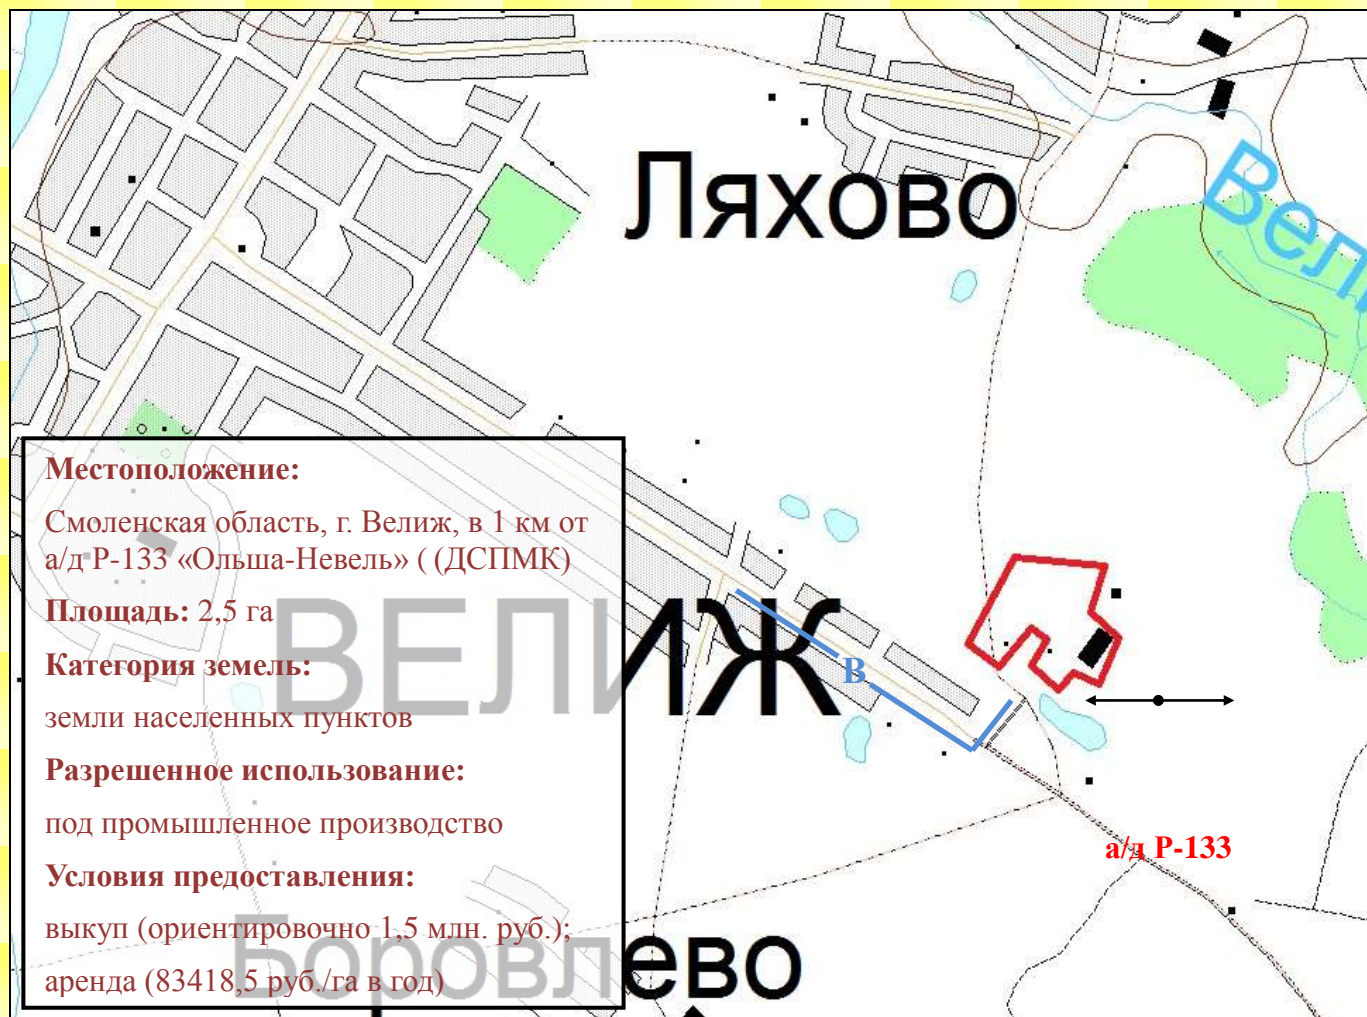 Ляхово
Вел
Местоположение:
Смоленская область, г. Велиж, в 1 км от
а/д Р-133 «Ольша-Невель» ( (ДСПМК)
Площадь: 2,5 га
Категория земель:
земли населенных пунктов
Разрешенное использование:
под промышленное производство
Условия предоставления:
выкуп (ориентировочно 1,5 млн. руб.);
аренда (83418,5 руб./га в год)
ВЕЛИЖ
В
а/д Р-133
Боровлево